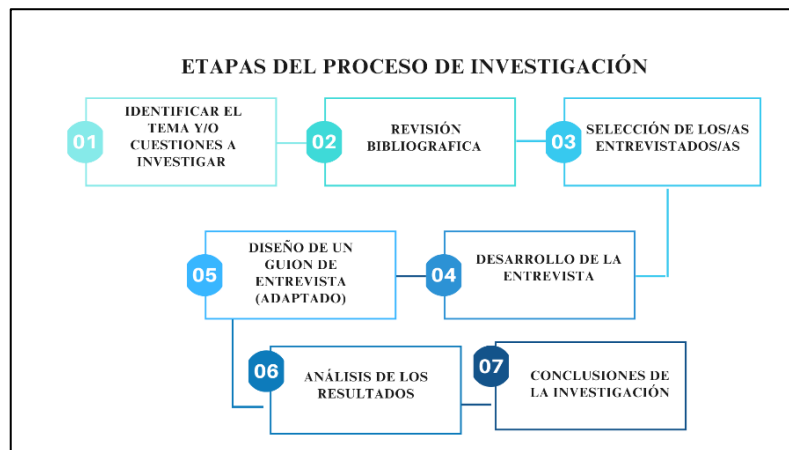 ETAPAS DEL PROCESO DE INVESTIGACIÓN
01
IDENTIFICAR EL
TEMA Y/O
CUESTIONES A
INVESTIGAR
02
REVISIÓN
BIBLIOGRAFICA
03
SELECCIÓN DE LOS/AS
ENTREVISTADOS/AS
04
DESARROLLO DE LA
ENTREVISTA
05
DISEÑO DE UN
GUION DE
ENTREVISTA
(ADAPTADO)
06
ANÁLISIS DE LOS
RESULTADOS
07
CONCLUSIONES DE
LA INVESTIGACIÓN